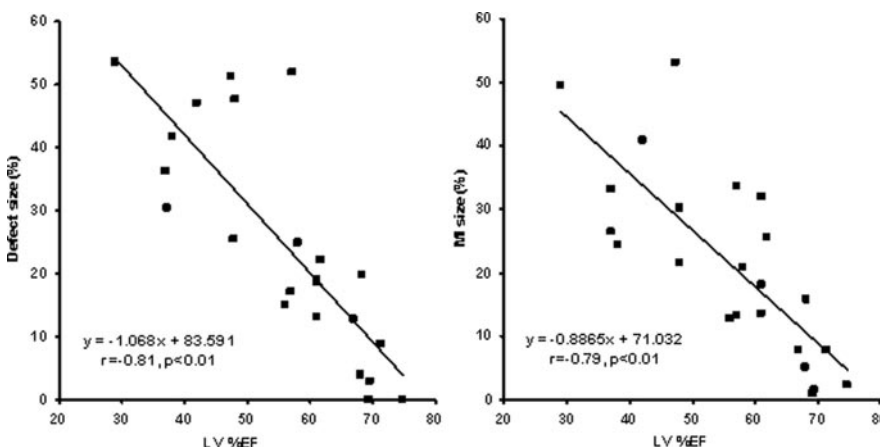 60
50
40
30
20
10
0
Defect size (%)
y = -1.068x + 83.591
r=-0.81, p<0.01
20 30 40 50 60 70 80
LV %EF
60
50
40
30
20
10
0
MI size (%)
y = -0.8865x + 71.032
r=-0.79, p<0.01
20 30 40 50 60 70 80
LV %EF